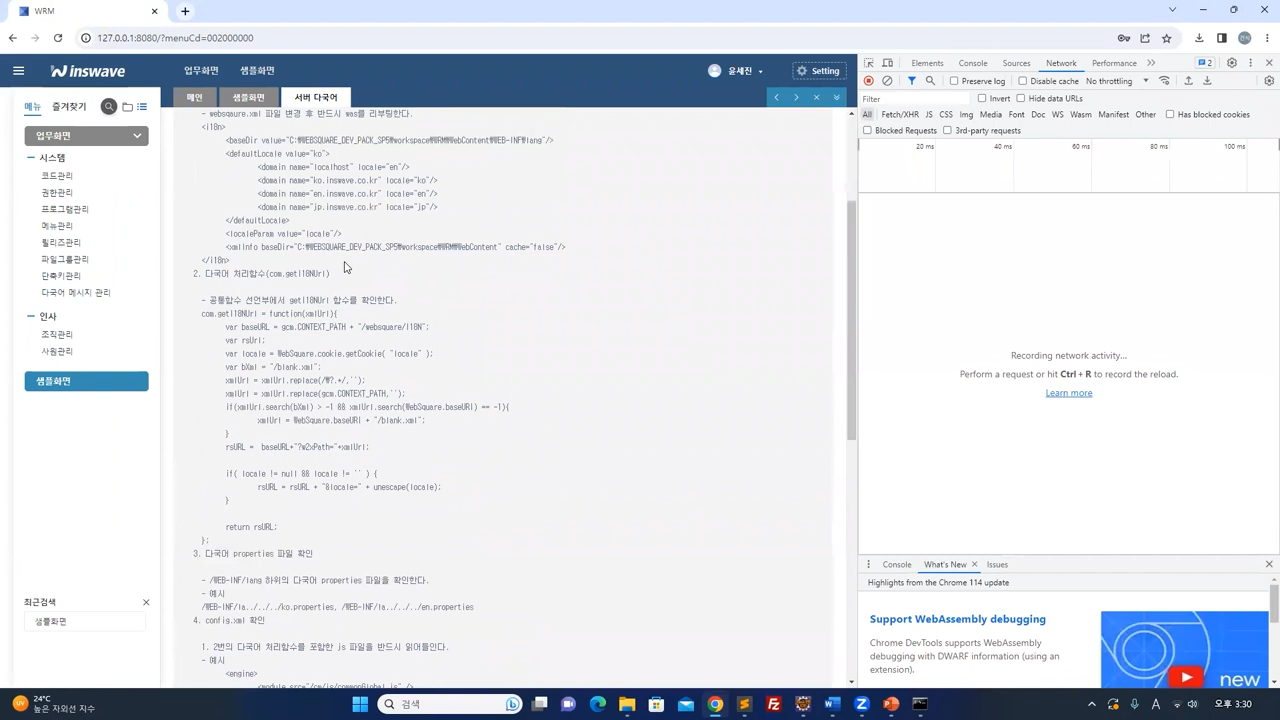 WRM
127.0.0.1:8080/?menuCd=002000000
inswave
업무화면
샘플화면
윤세진
Setting
메뉴
즐겨찾기
메인
샘플화면
서버 다국어
업무화면
시스템
코드관리
권한관리
프로그램관리
메뉴관리
릴리즈관리
파일그룹관리
단축키관리
다국어 메시지 관리
인사
조직관리
사원관리
샘플화면
최근검색
샘플화면
- websqaure.xml 파일 변경 후 반드시 was를 리부팅한다.
<i18n>
<baseDir value="C:₩WEBSQUARE_DEV_PACK_SP5₩workspace₩WRM₩WebContent₩WEB-INF₩lang"/>
<defaultLocale value="ko">
<domain name="localhost" locale="en"/>
<domain name="ko.inswave.co.kr" locale="ko"/>
<domain name="en.inswave.co.kr" locale="en"/>
<domain name="jp.inswave.co.kr" locale="jp"/>
</defaultLocale>
<localeParam value="locale"/>
<xmlInfo baseDir="C:₩WEBSQUARE_DEV_PACK_SP5₩workspace₩WRM₩WebContent" cache="false"/>
</i18n>
2. 다국어 처리함수(com.getI18NUrl)
- 공통함수 선언부에서 getI18NUrl 함수를 확인한다.
com.getI18NUrl = function(xmlUrl){
var baseURL = gcm.CONTEXT_PATH + "/websquare/I18N";
var rsUrl;
var locale = WebSquare.cookie.getCookie( "locale" );
var bXml = "/blank.xml";
xmlUrl = xmlUrl.replace(/₩?.*/,'');
xmlUrl = xmlUrl.replace(gcm.CONTEXT_PATH,'');
if(xmlUrl.search(bXml) > -1 && xmlUrl.search(WebSquare.baseURI) == -1){
xmlUrl = WebSquare.baseURI + "/blank.xml";
}
rsURL =  baseURL+"?w2xPath="+xmlUrl;
if( locale != null && locale != '' ) {
rsURL = rsURL + "&locale=" + unescape(locale);
}
return rsURL;
};
3. 다국어 properties 파일 확인
- /WEB-INF/lang 하위의 다국어 properties 파일을 확인한다.
- 예시
/WEB-INF/la../../../ko.properties, /WEB-INF/la../../../en.properties
4. config.xml 확인
1. 2번의 다국어 처리함수를 포함한 js 파일을 반드시 읽어들인다.
- 예시
<engine>
<module src="/cm/js/commonGlobal.js" />
Elements
Console
Sources
Network
Performance
2
Preserve log
Disable cache
No throttling
Filter
Invert
Hide data URLs
All
Fetch/XHR
JS
CSS
Img
Media
Font
Doc
WS
Wasm
Manifest
Other
Has blocked cookies
Blocked Requests
3rd-party requests
20 ms
40 ms
60 ms
80 ms
100 ms
Recording network activity...
Perform a request or hit Ctrl + R to record the reload.
Learn more
Console
What's New
Issues
Highlights from the Chrome 114 update
Support WebAssembly debugging
Chrome DevTools supports WebAssembly
debugging with DWARF information (using an
extension).
new
24°C
높은 자외선 지수
검색
A
오후 3:30